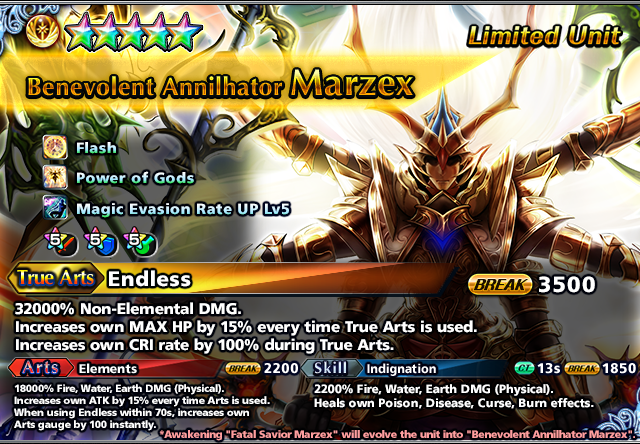 Limited Unit
Benevolent Annilhator Marzex
Flash
Power of Gods
Magic Evasion Rate UP Lv5
5 5 5
True Arts Endless BREAK 3500
32000% Non-Elemental DMG.
Increases own MAX HP by 15% every time True Arts is used.
Increases own CRI rate by 100% during True Arts.
Arts Elements BREAK 2200
18000% Fire, Water, Earth DMG (Physical).
Increases own ATK by 15% every time True Arts is used.
When using Endless within 70s, increases own
Arts gauge by 100 instantly.
Skill Indignation CT 13s BREAK 1850
2200% Fire, Water, Earth DMG (Physical).
Heals own Poison, Disease, Curse, Burn effects.
*Awakening "Fatal Savior Marzex" will evolve the unit into "Benevolent Annihilator Marzex".